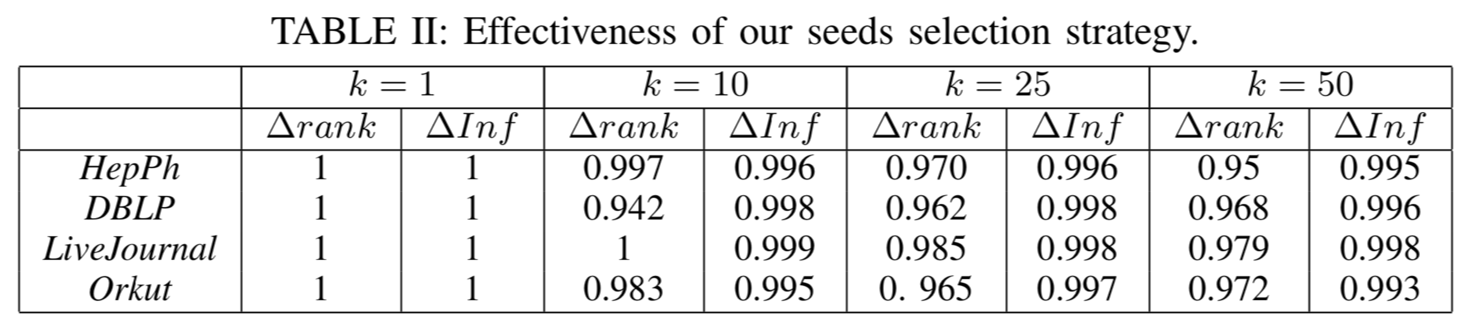 TABLE II: Effectiveness of our seeds selection strategy.
k = 1 k = 10 k = 25 k = 50
Δrank ΔInf Δrank ΔInf Δrank ΔInf Δrank ΔInf
HepPh 1 1 0.997 0.996 0.970 0.996 0.95 0.995
DBLP 1 1 0.942 0.998 0.962 0.998 0.968 0.996
LiveJournal 1 1 1 0.999 0.985 0.998 0.979 0.998
Orkut 1 1 0.983 0.995 0. 965 0.997 0.972 0.993